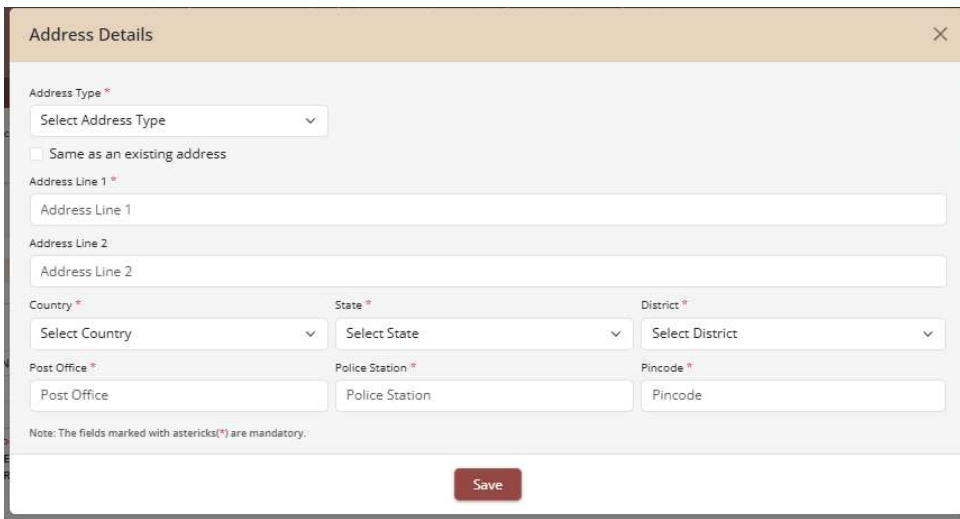 Address Details
Address Type *
Select Address Type
Same as an existing address
Address Line 1 *
Address Line 1
Address Line 2
Address Line 2
Country * State * District *
Select Country Select State Select District
Post Office * Police Station * Pincode *
Post Office Police Station Pincode
Note: The fields marked with astericks(*) are mandatory.
Save